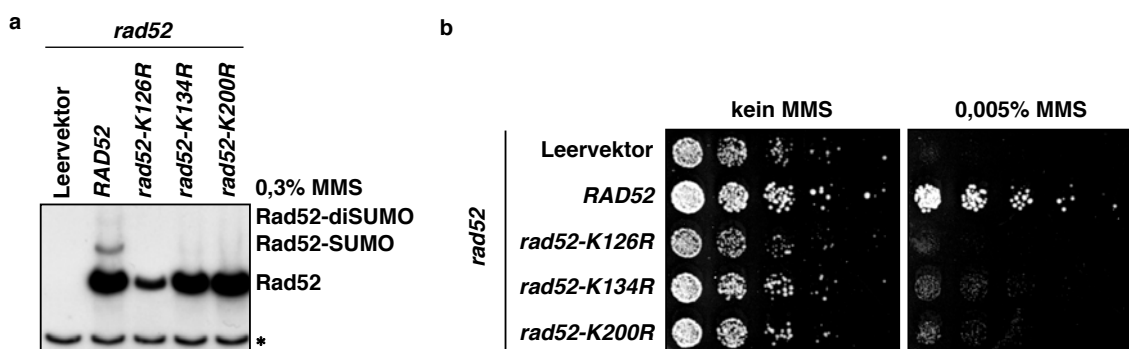 a
rad52
Leervektor
RAD52
rad52-K126R
rad52-K134R
rad52-K200R
0,3% MMS
Rad52-diSUMO
Rad52-SUMO
Rad52
*
b
kein MMS
0,005% MMS
rad52
Leervektor
RAD52
rad52-K126R
rad52-K134R
rad52-K200R